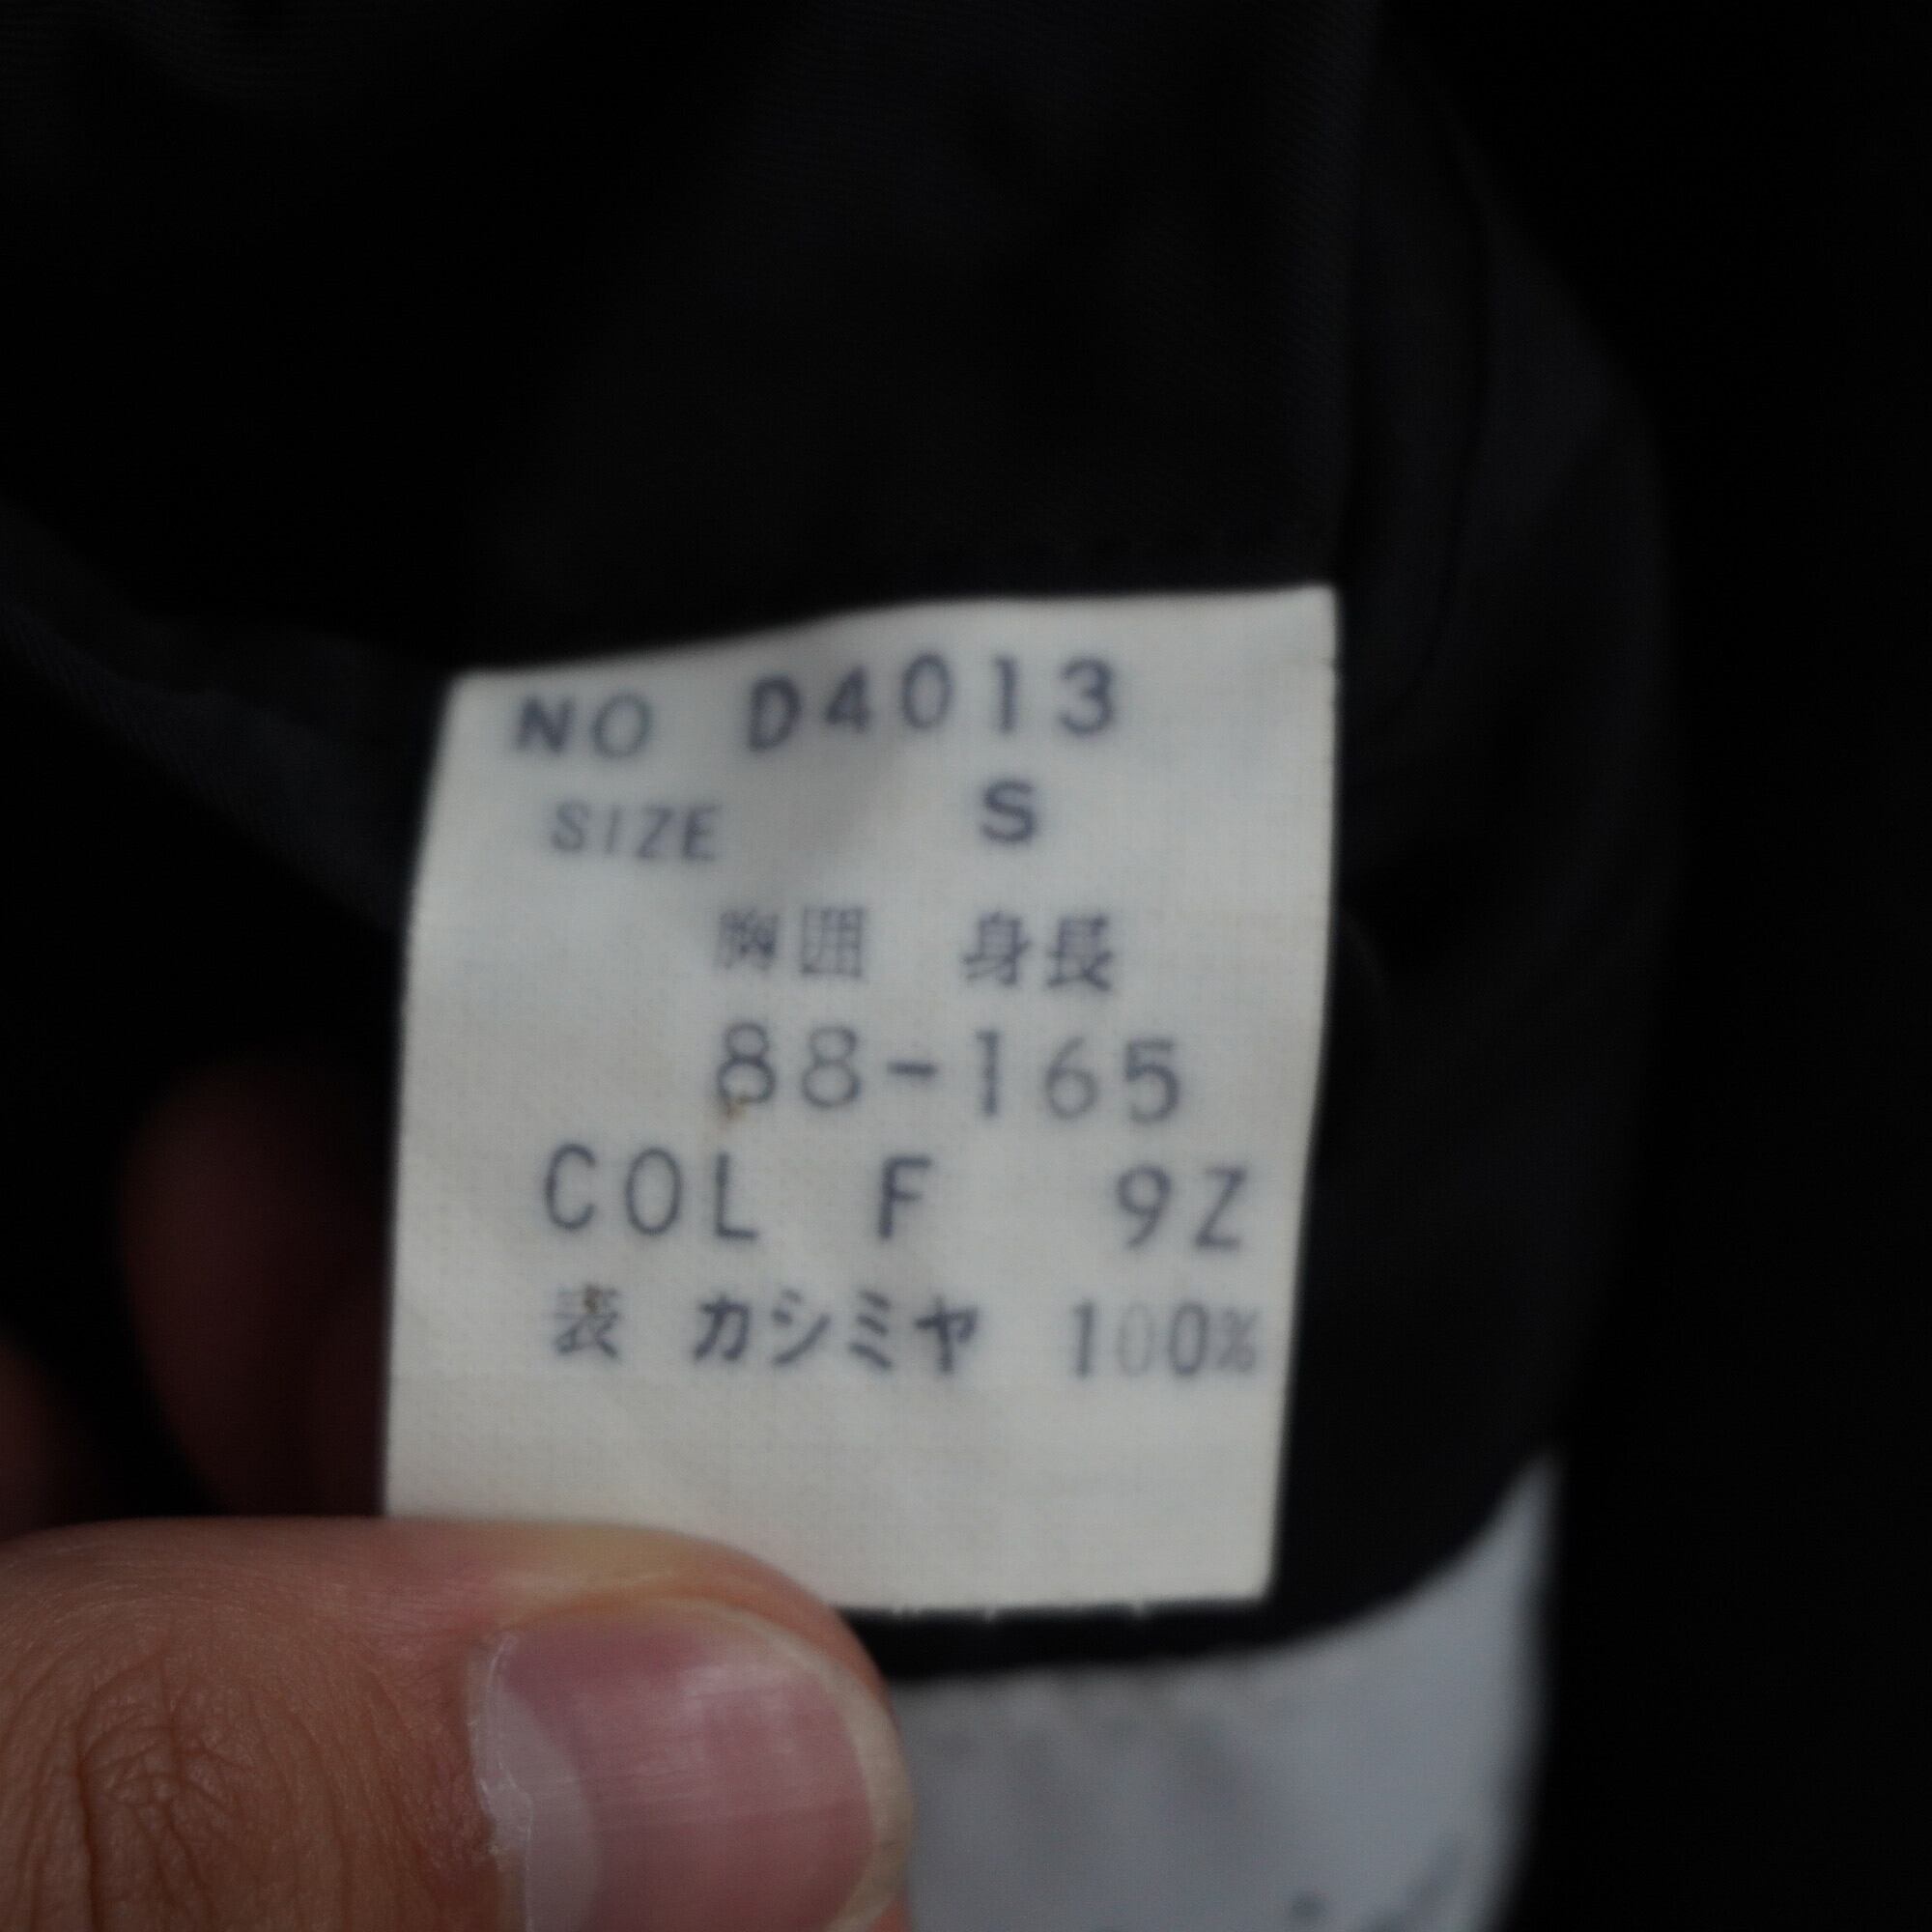 NO D4013
SIZE S
胸囲 身長
88-165
COL F 9Z
表 カシミヤ 100%